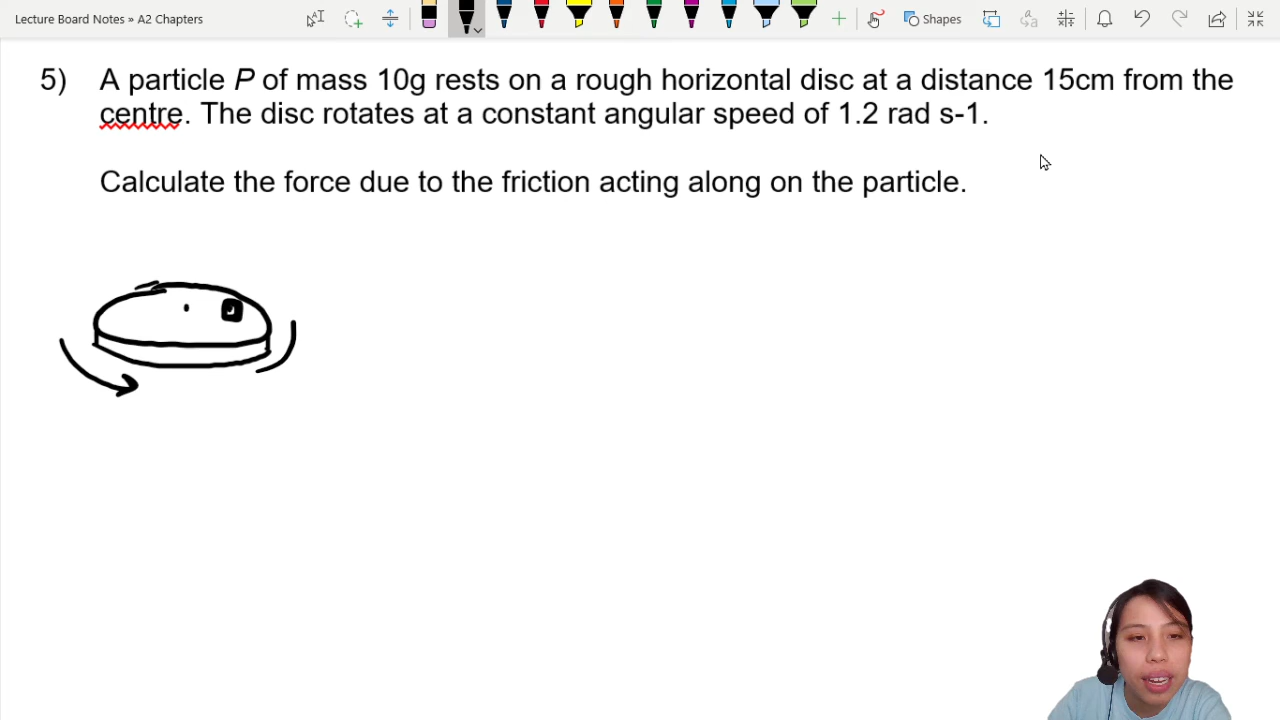 Lecture Board Notes » A2 Chapters
Shapes
5) A particle P of mass 10g rests on a rough horizontal disc at a distance 15cm from the
centre. The disc rotates at a constant angular speed of 1.2 rad s-1.
Calculate the force due to the friction acting along on the particle.